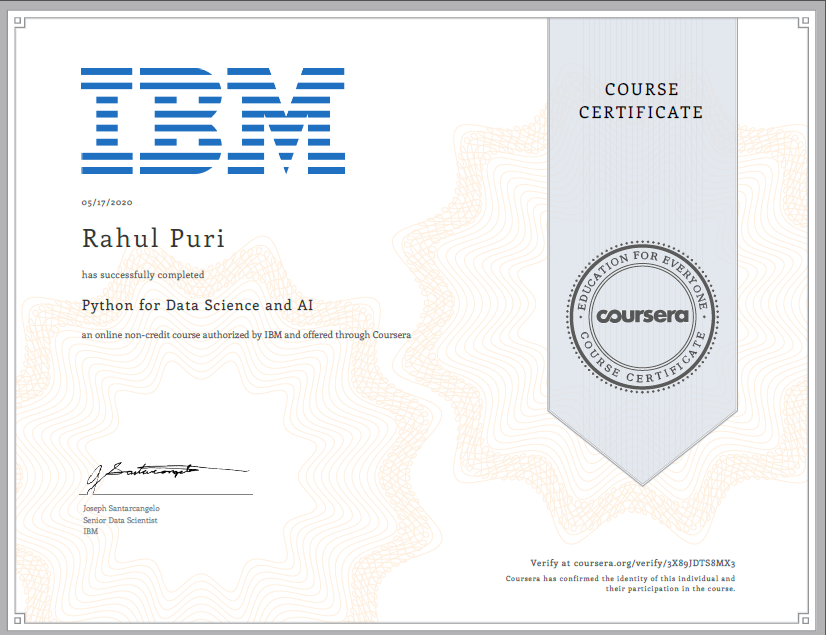 IBM
05/17/2020
Rahul Puri
has successfully completed
Python for Data Science and AI
an online non-credit course authorized by IBM and offered through Coursera
COURSE
CERTIFICATE
EDUCATION FOR EVERYONE
coursera
COURSE CERTIFICATE
J Santarcangelo
Joseph Santarcangelo
Senior Data Scientist
IBM
Verify at coursera.org/verify/3X89JDTS8MX3
Coursera has confirmed the identity of this individual and
their participation in the course.